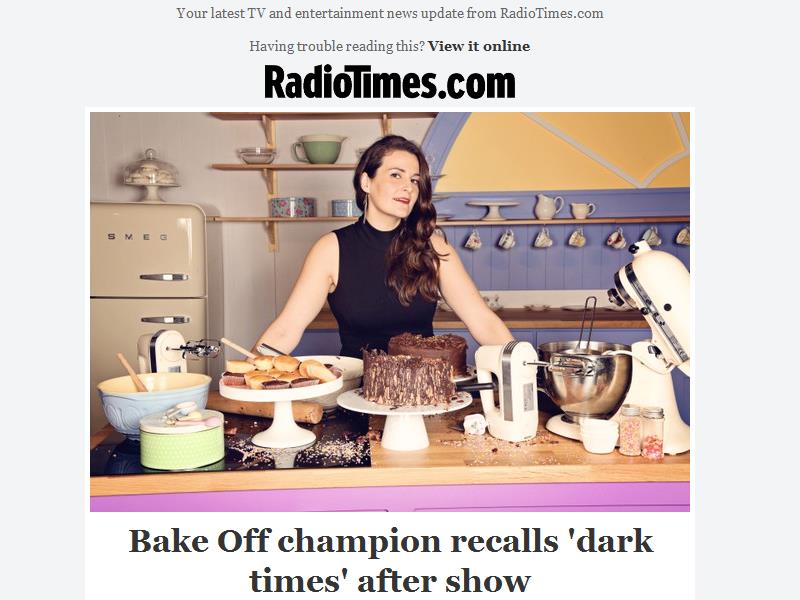 Your latest TV and entertainment news update from RadioTimes.com
Having trouble reading this? View it online
RadioTimes.com
SMEG
Bake Off champion recalls 'dark
times' after show